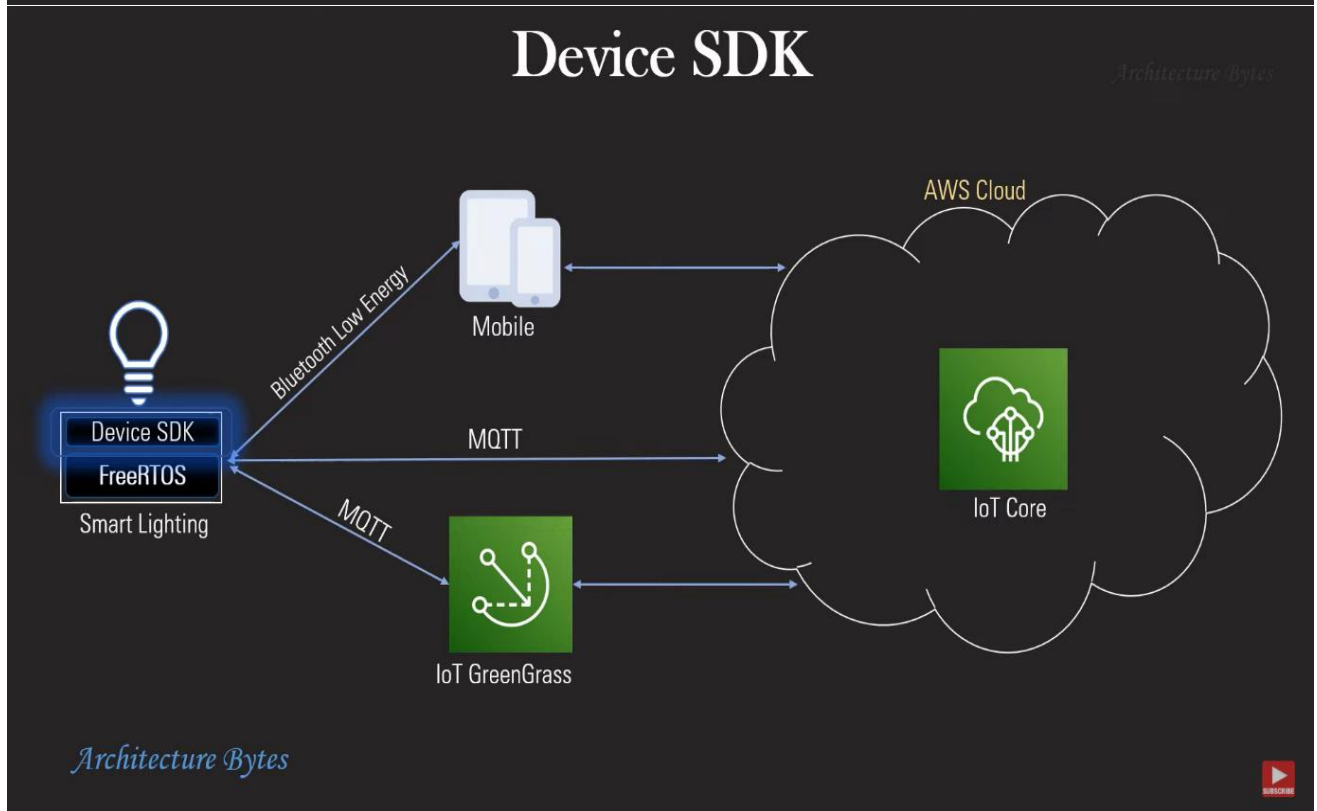 Device SDK
Architecture Bytes
AWS Cloud
Bluetooth Low Energy
Mobile
Device SDK
FreeRTOS
Smart Lighting
MQTT
MQTT
IoT Core
IoT GreenGrass
Architecture Bytes
SUBSCRIBE